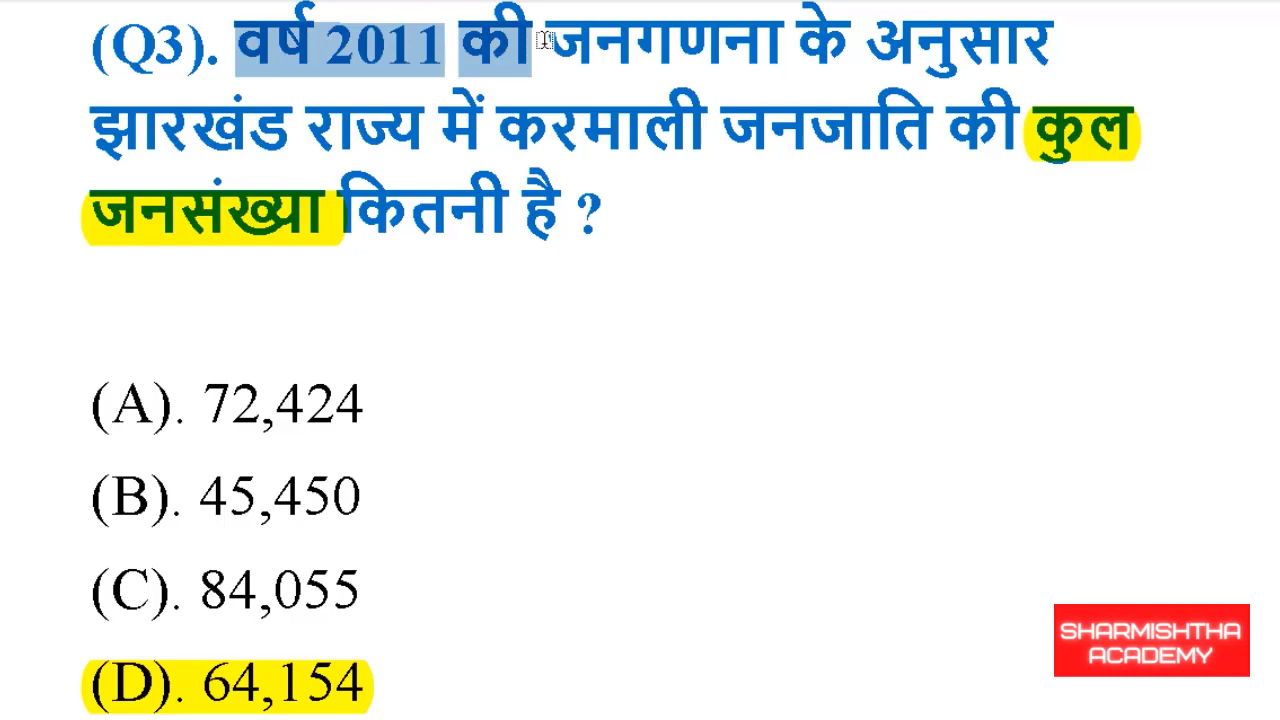 (Q3). वर्ष 2011 की जनगणना के अनुसार
झारखंड राज्य में करमाली जनजाति की कुल
जनसंख्या कितनी है ?
(A). 72,424
(B). 45,450
(C). 84,055
(D). 64,154
SHARMISHTHA
ACADEMY